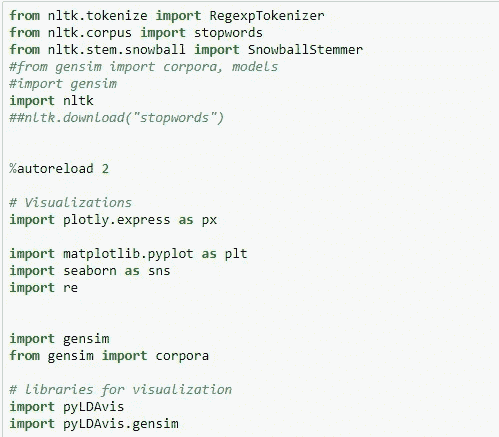 from nltk.tokenize import RegexpTokenizer
from nltk.corpus import stopwords
from nltk.stem.snowball import SnowballStemmer
#from gensim import corpora, models
#import gensim
import nltk
##nltk.download("stopwords")
%autoreload 2
# Visualizations
import plotly.express as px
import matplotlib.pyplot as plt
import seaborn as sns
import re
import gensim
from gensim import corpora
# libraries for visualization
import pyLDAvis
import pyLDAvis.gensim